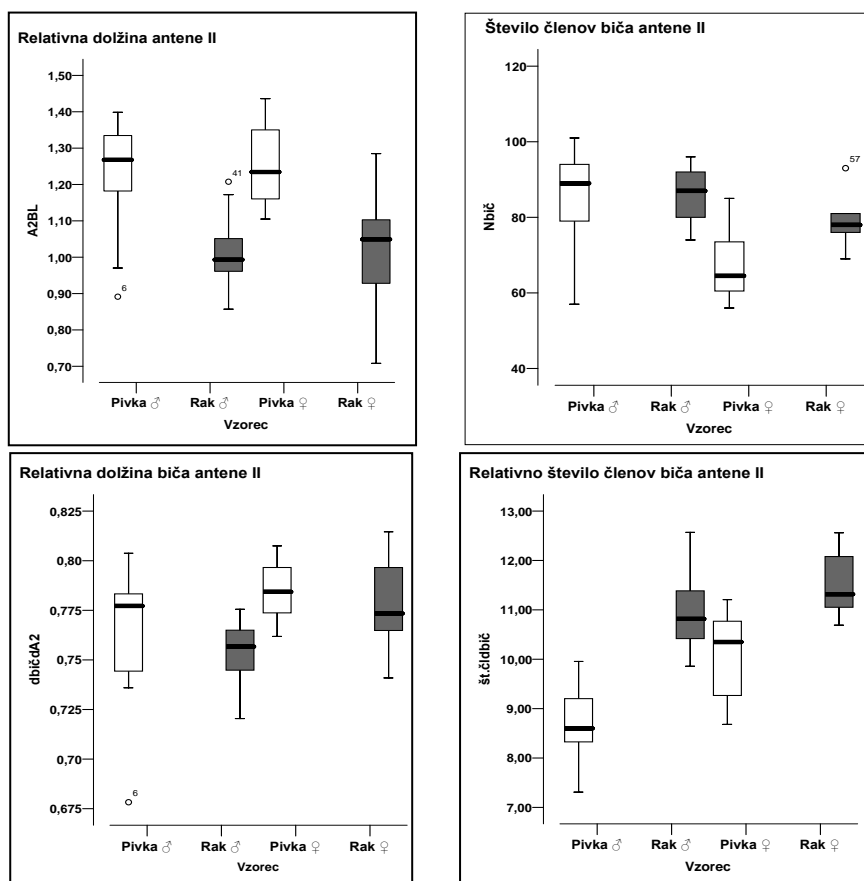 Relativna dolžina antene II
1,50
1,40
1,30
1,20
1,10
1,00
0,90
0,80
0,70
A2BL
6
41
Pivka ♂ Rak ♂ Pivka ♀ Rak ♀
Vzorec
Število členov biča antene II
120
100
80
60
40
Nbič
57
Pivka ♂ Rak ♂ Pivka ♀ Rak ♀
Vzorec
Relativna dolžina biča antene II
0,825
0,80
0,775
0,75
0,725
0,70
0,675
dbičdA2
6
Pivka ♂ Rak ♂ Pivka ♀ Rak ♀
Vzorec
Relativno število členov biča antene II
13,00
12,00
11,00
10,00
9,00
8,00
7,00
št.čldbič
Pivka ♂ Rak ♂ Pivka ♀ Rak ♀
Vzorec